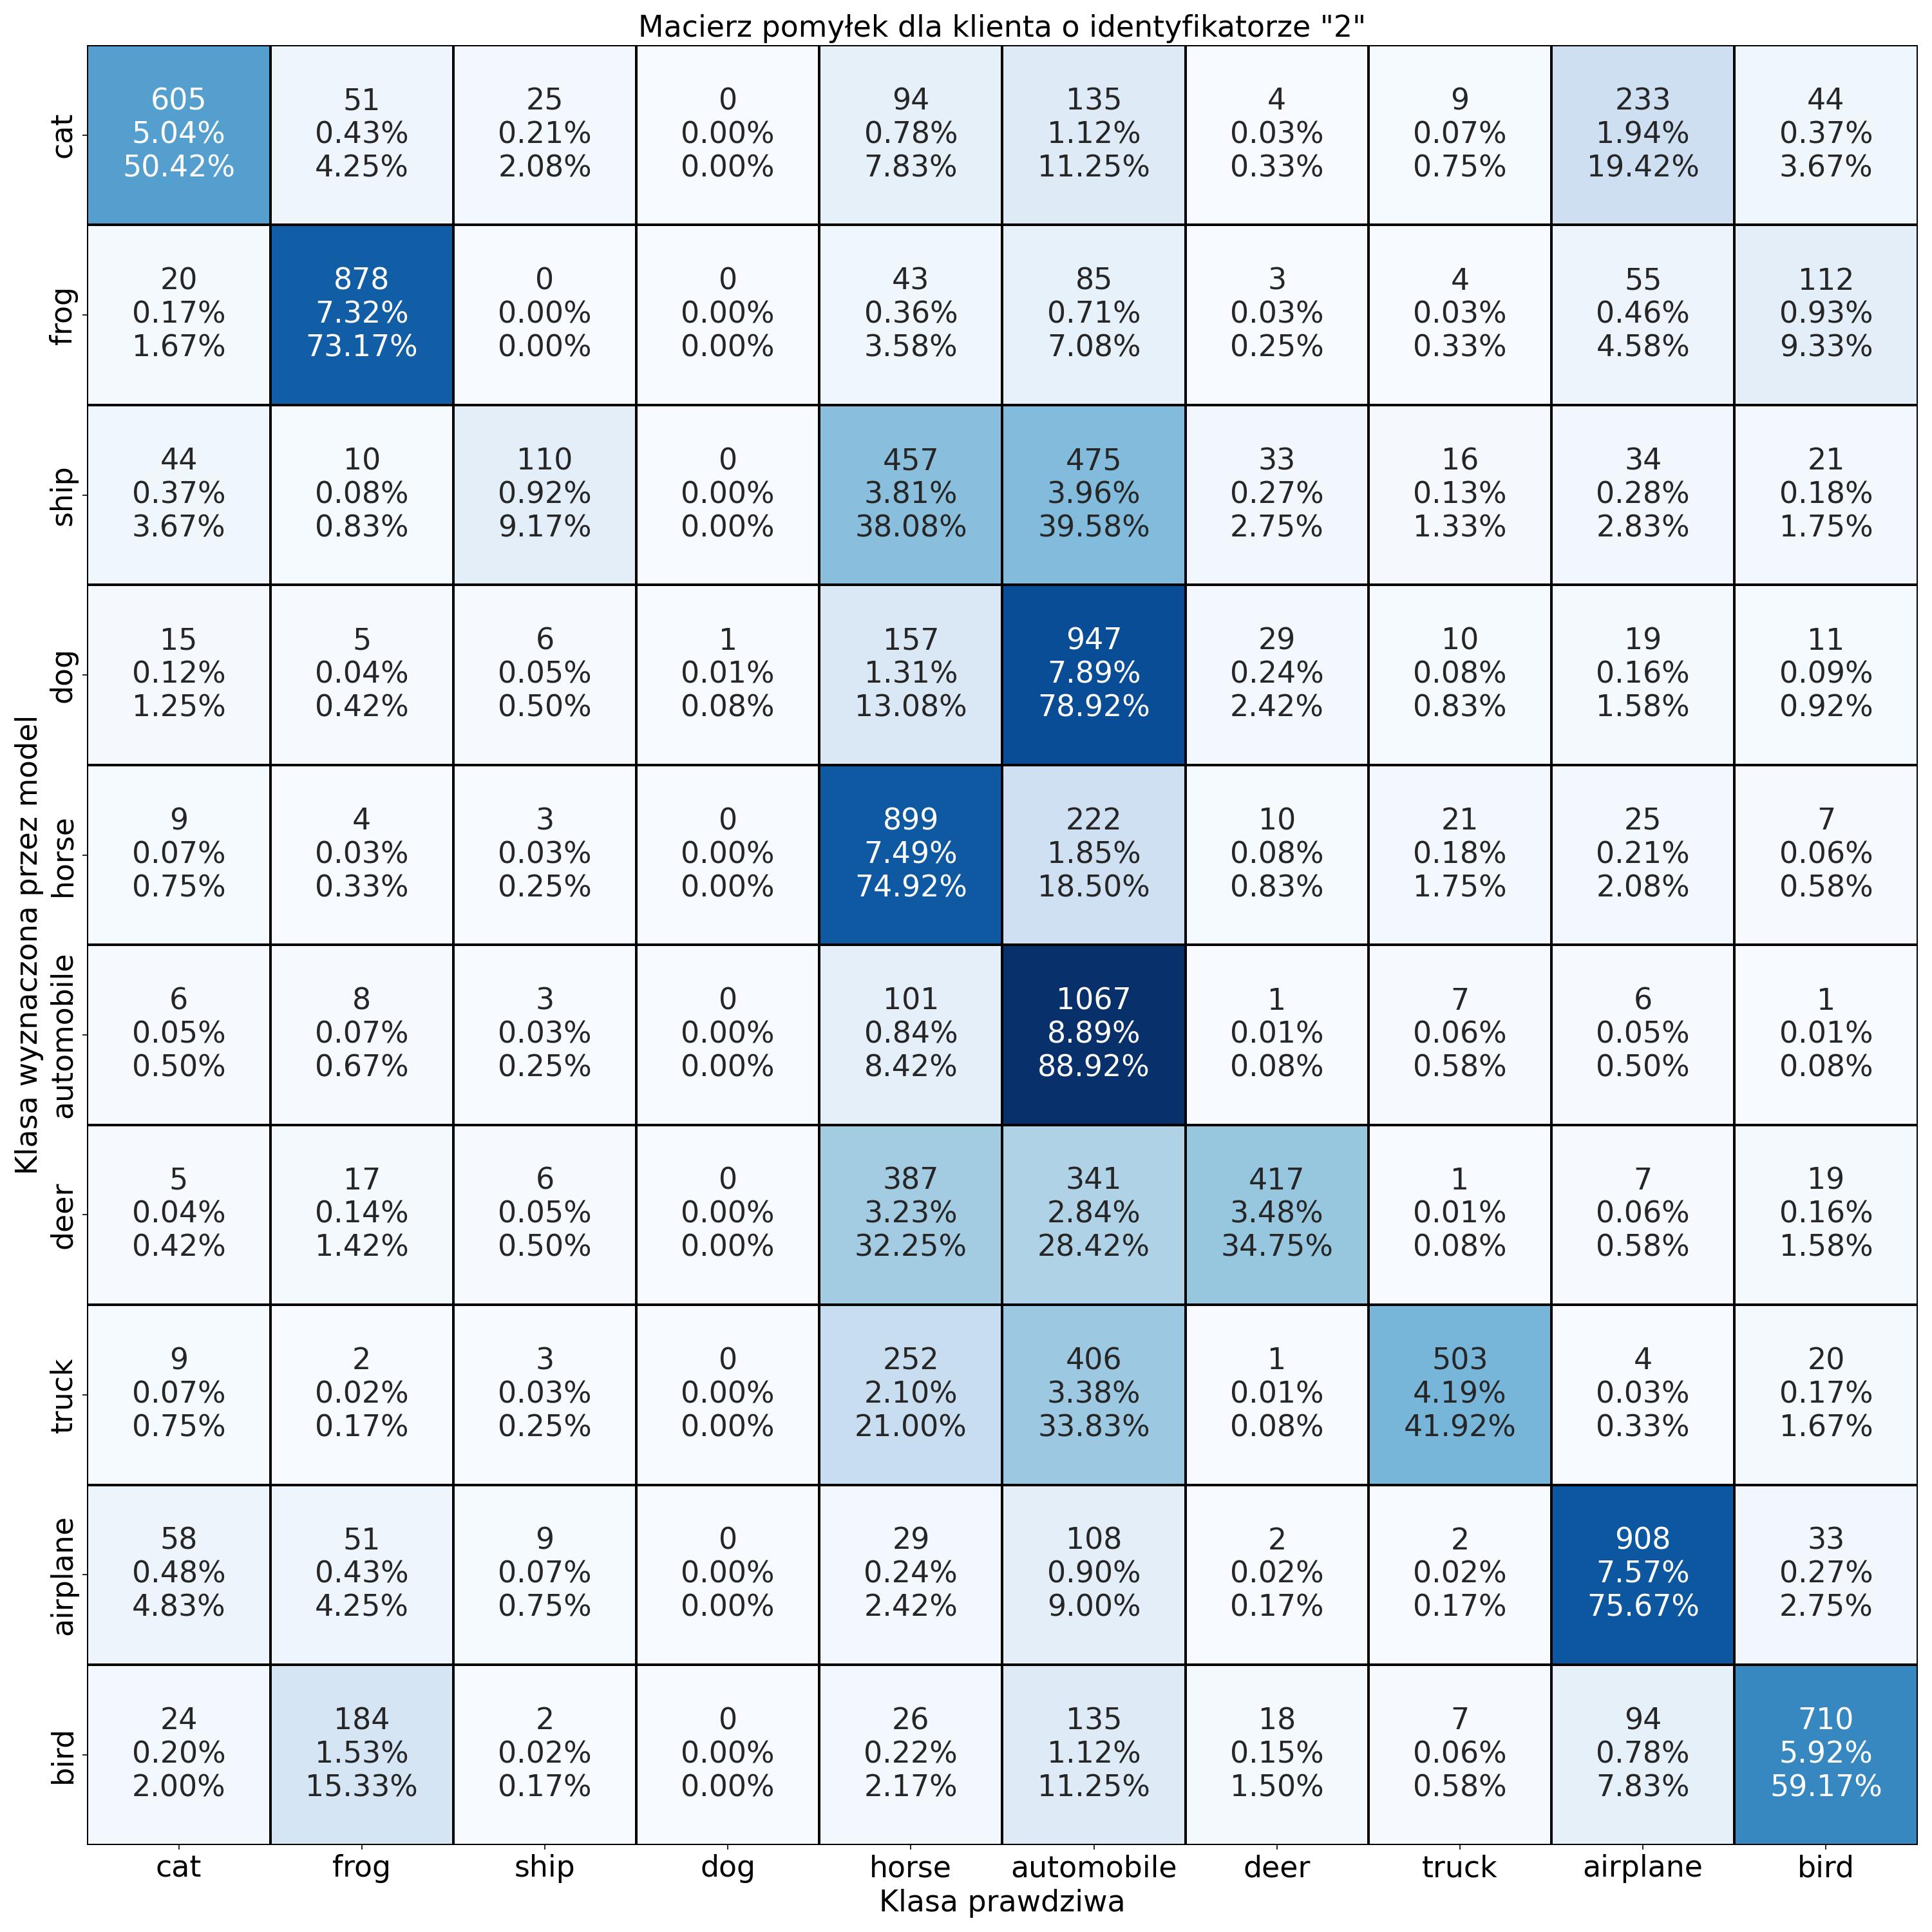 Macierz pomyłek dla klienta o identyfikatorze "2"
Klasa wyznaczona przez model
cat
605 51 25 0 94 135 4 9 233 44
5.04% 0.43% 0.21% 0.00% 0.78% 1.12% 0.03% 0.07% 1.94% 0.37%
50.42% 4.25% 2.08% 0.00% 7.83% 11.25% 0.33% 0.75% 19.42% 3.67%
frog
20 878 0 0 43 85 3 4 55 112
0.17% 7.32% 0.00% 0.00% 0.36% 0.71% 0.03% 0.03% 0.46% 0.93%
1.67% 73.17% 0.00% 0.00% 3.58% 7.08% 0.25% 0.33% 4.58% 9.33%
ship
44 10 110 0 457 475 33 16 34 21
0.37% 0.08% 0.92% 0.00% 3.81% 3.96% 0.27% 0.13% 0.28% 0.18%
3.67% 0.83% 9.17% 0.00% 38.08% 39.58% 2.75% 1.33% 2.83% 1.75%
dog
15 5 6 1 157 947 29 10 19 11
0.12% 0.04% 0.05% 0.01% 1.31% 7.89% 0.24% 0.08% 0.16% 0.09%
1.25% 0.42% 0.50% 0.08% 13.08% 78.92% 2.42% 0.83% 1.58% 0.92%
horse
9 4 3 0 899 222 10 21 25 7
0.07% 0.03% 0.03% 0.00% 7.49% 1.85% 0.08% 0.18% 0.21% 0.06%
0.75% 0.33% 0.25% 0.00% 74.92% 18.50% 0.83% 1.75% 2.08% 0.58%
automobile
6 8 3 0 101 1067 1 7 6 1
0.05% 0.07% 0.03% 0.00% 0.84% 8.89% 0.01% 0.06% 0.05% 0.01%
0.50% 0.67% 0.25% 0.00% 8.42% 88.92% 0.08% 0.58% 0.50% 0.08%
deer
5 17 6 0 387 341 417 1 7 19
0.04% 0.14% 0.05% 0.00% 3.23% 2.84% 3.48% 0.01% 0.06% 0.16%
0.42% 1.42% 0.50% 0.00% 32.25% 28.42% 34.75% 0.08% 0.58% 1.58%
truck
9 2 3 0 252 406 1 503 4 20
0.07% 0.02% 0.03% 0.00% 2.10% 3.38% 0.01% 4.19% 0.03% 0.17%
0.75% 0.17% 0.25% 0.00% 21.00% 33.83% 0.08% 41.92% 0.33% 1.67%
airplane
58 51 9 0 29 108 2 2 908 33
0.48% 0.43% 0.07% 0.00% 0.24% 0.90% 0.02% 0.02% 7.57% 0.27%
4.83% 4.25% 0.75% 0.00% 2.42% 9.00% 0.17% 0.17% 75.67% 2.75%
bird
24 184 2 0 26 135 18 7 94 710
0.20% 1.53% 0.02% 0.00% 0.22% 1.12% 0.15% 0.06% 0.78% 5.92%
2.00% 15.33% 0.17% 0.00% 2.17% 11.25% 1.50% 0.58% 7.83% 59.17%
cat frog ship dog horse automobile deer truck airplane bird
Klasa prawdziwa